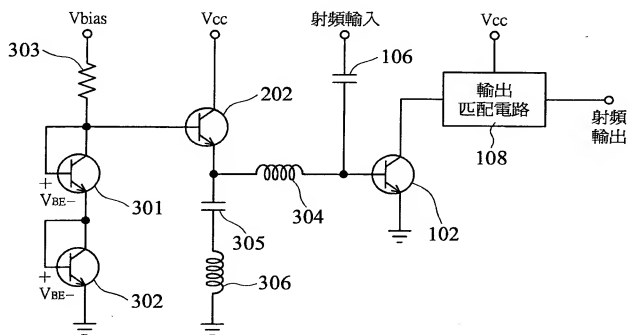 Vbias
Vcc
射頻輸入
Vcc
303
106
202
輸出
匹配電路
108
射頻
輸出
+
VBE−
301
304
102
305
+
VBE−
302
306